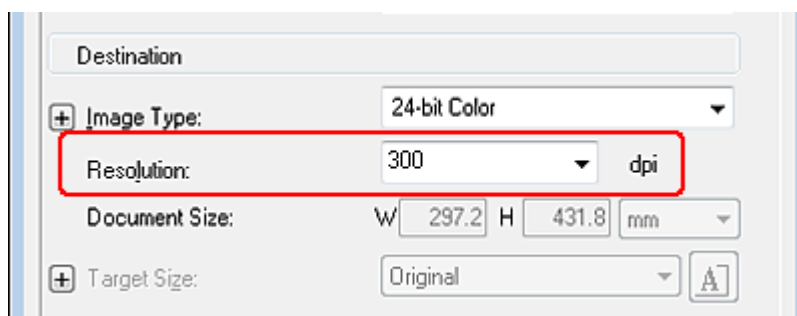 Destination
Image Type: 24-bit Color
Resolution: 300 dpi
Document Size: W 297.2 H 431.8 mm
Target Size: Original A